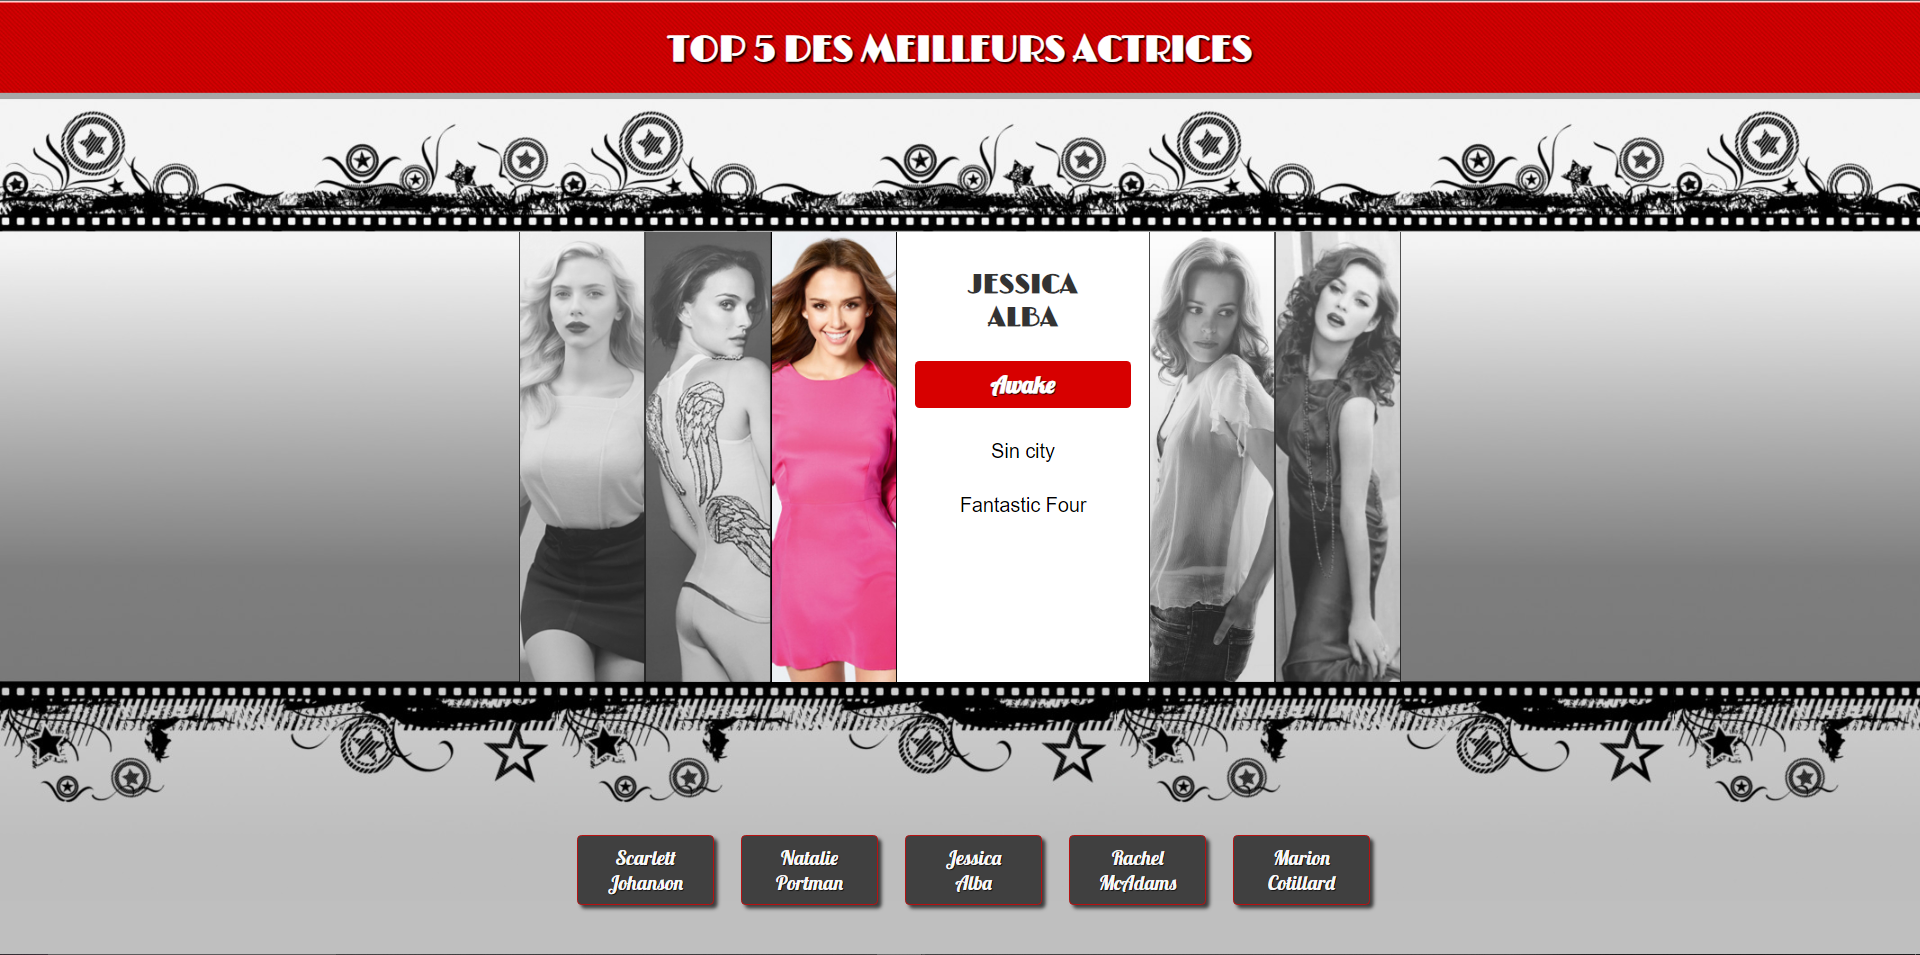 TOP 5 DES MEILLEURS ACTRICES
JESSICA
ALBA
Awake
Sin city
Fantastic Four
Scarlett
Johanson
Natalie
Portman
Jessica
Alba
Rachel
McAdams
Marion
Cotillard